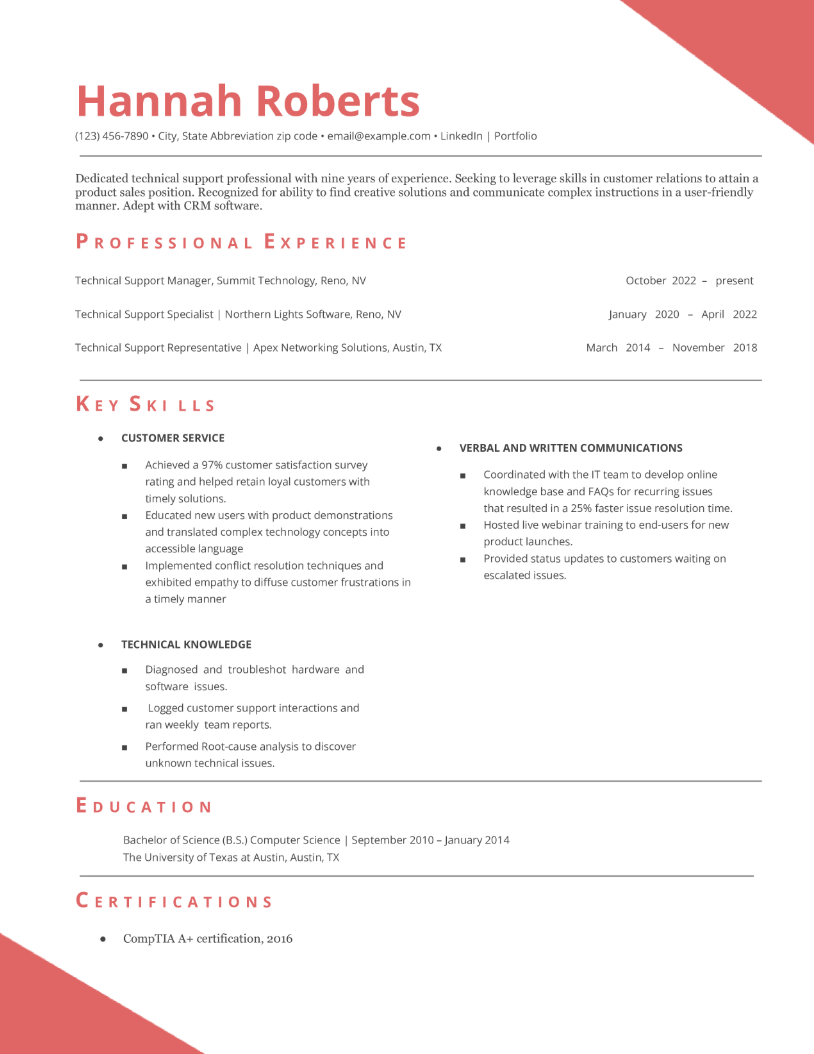 Hannah Roberts
(123) 456-7890 • City, State Abbreviation zip code • email@example.com • LinkedIn | Portfolio
Dedicated technical support professional with nine years of experience. Seeking to leverage skills in customer relations to attain a
product sales position. Recognized for ability to find creative solutions and communicate complex instructions in a user-friendly
manner. Adept with CRM software.
PROFESSIONAL EXPERIENCE
Technical Support Manager, Summit Technology, Reno, NV October 2022 – present
Technical Support Specialist | Northern Lights Software, Reno, NV January 2020 – April 2022
Technical Support Representative | Apex Networking Solutions, Austin, TX March 2014 – November 2018
KEY SKILLS
● CUSTOMER SERVICE
■ Achieved a 97% customer satisfaction survey
rating and helped retain loyal customers with
timely solutions.
■ Educated new users with product demonstrations
and translated complex technology concepts into
accessible language
■ Implemented conflict resolution techniques and
exhibited empathy to diffuse customer frustrations in
a timely manner
● TECHNICAL KNOWLEDGE
■ Diagnosed and troubleshot hardware and
software issues.
■ Logged customer support interactions and
ran weekly team reports.
■ Performed Root-cause analysis to discover
unknown technical issues.
● VERBAL AND WRITTEN COMMUNICATIONS
■ Coordinated with the IT team to develop online
knowledge base and FAQs for recurring issues
that resulted in a 25% faster issue resolution time.
■ Hosted live webinar training to end-users for new
product launches.
■ Provided status updates to customers waiting on
escalated issues.
EDUCATION
Bachelor of Science (B.S.) Computer Science | September 2010 – January 2014
The University of Texas at Austin, Austin, TX
CERTIFICATIONS
● CompTIA A+ certification, 2016